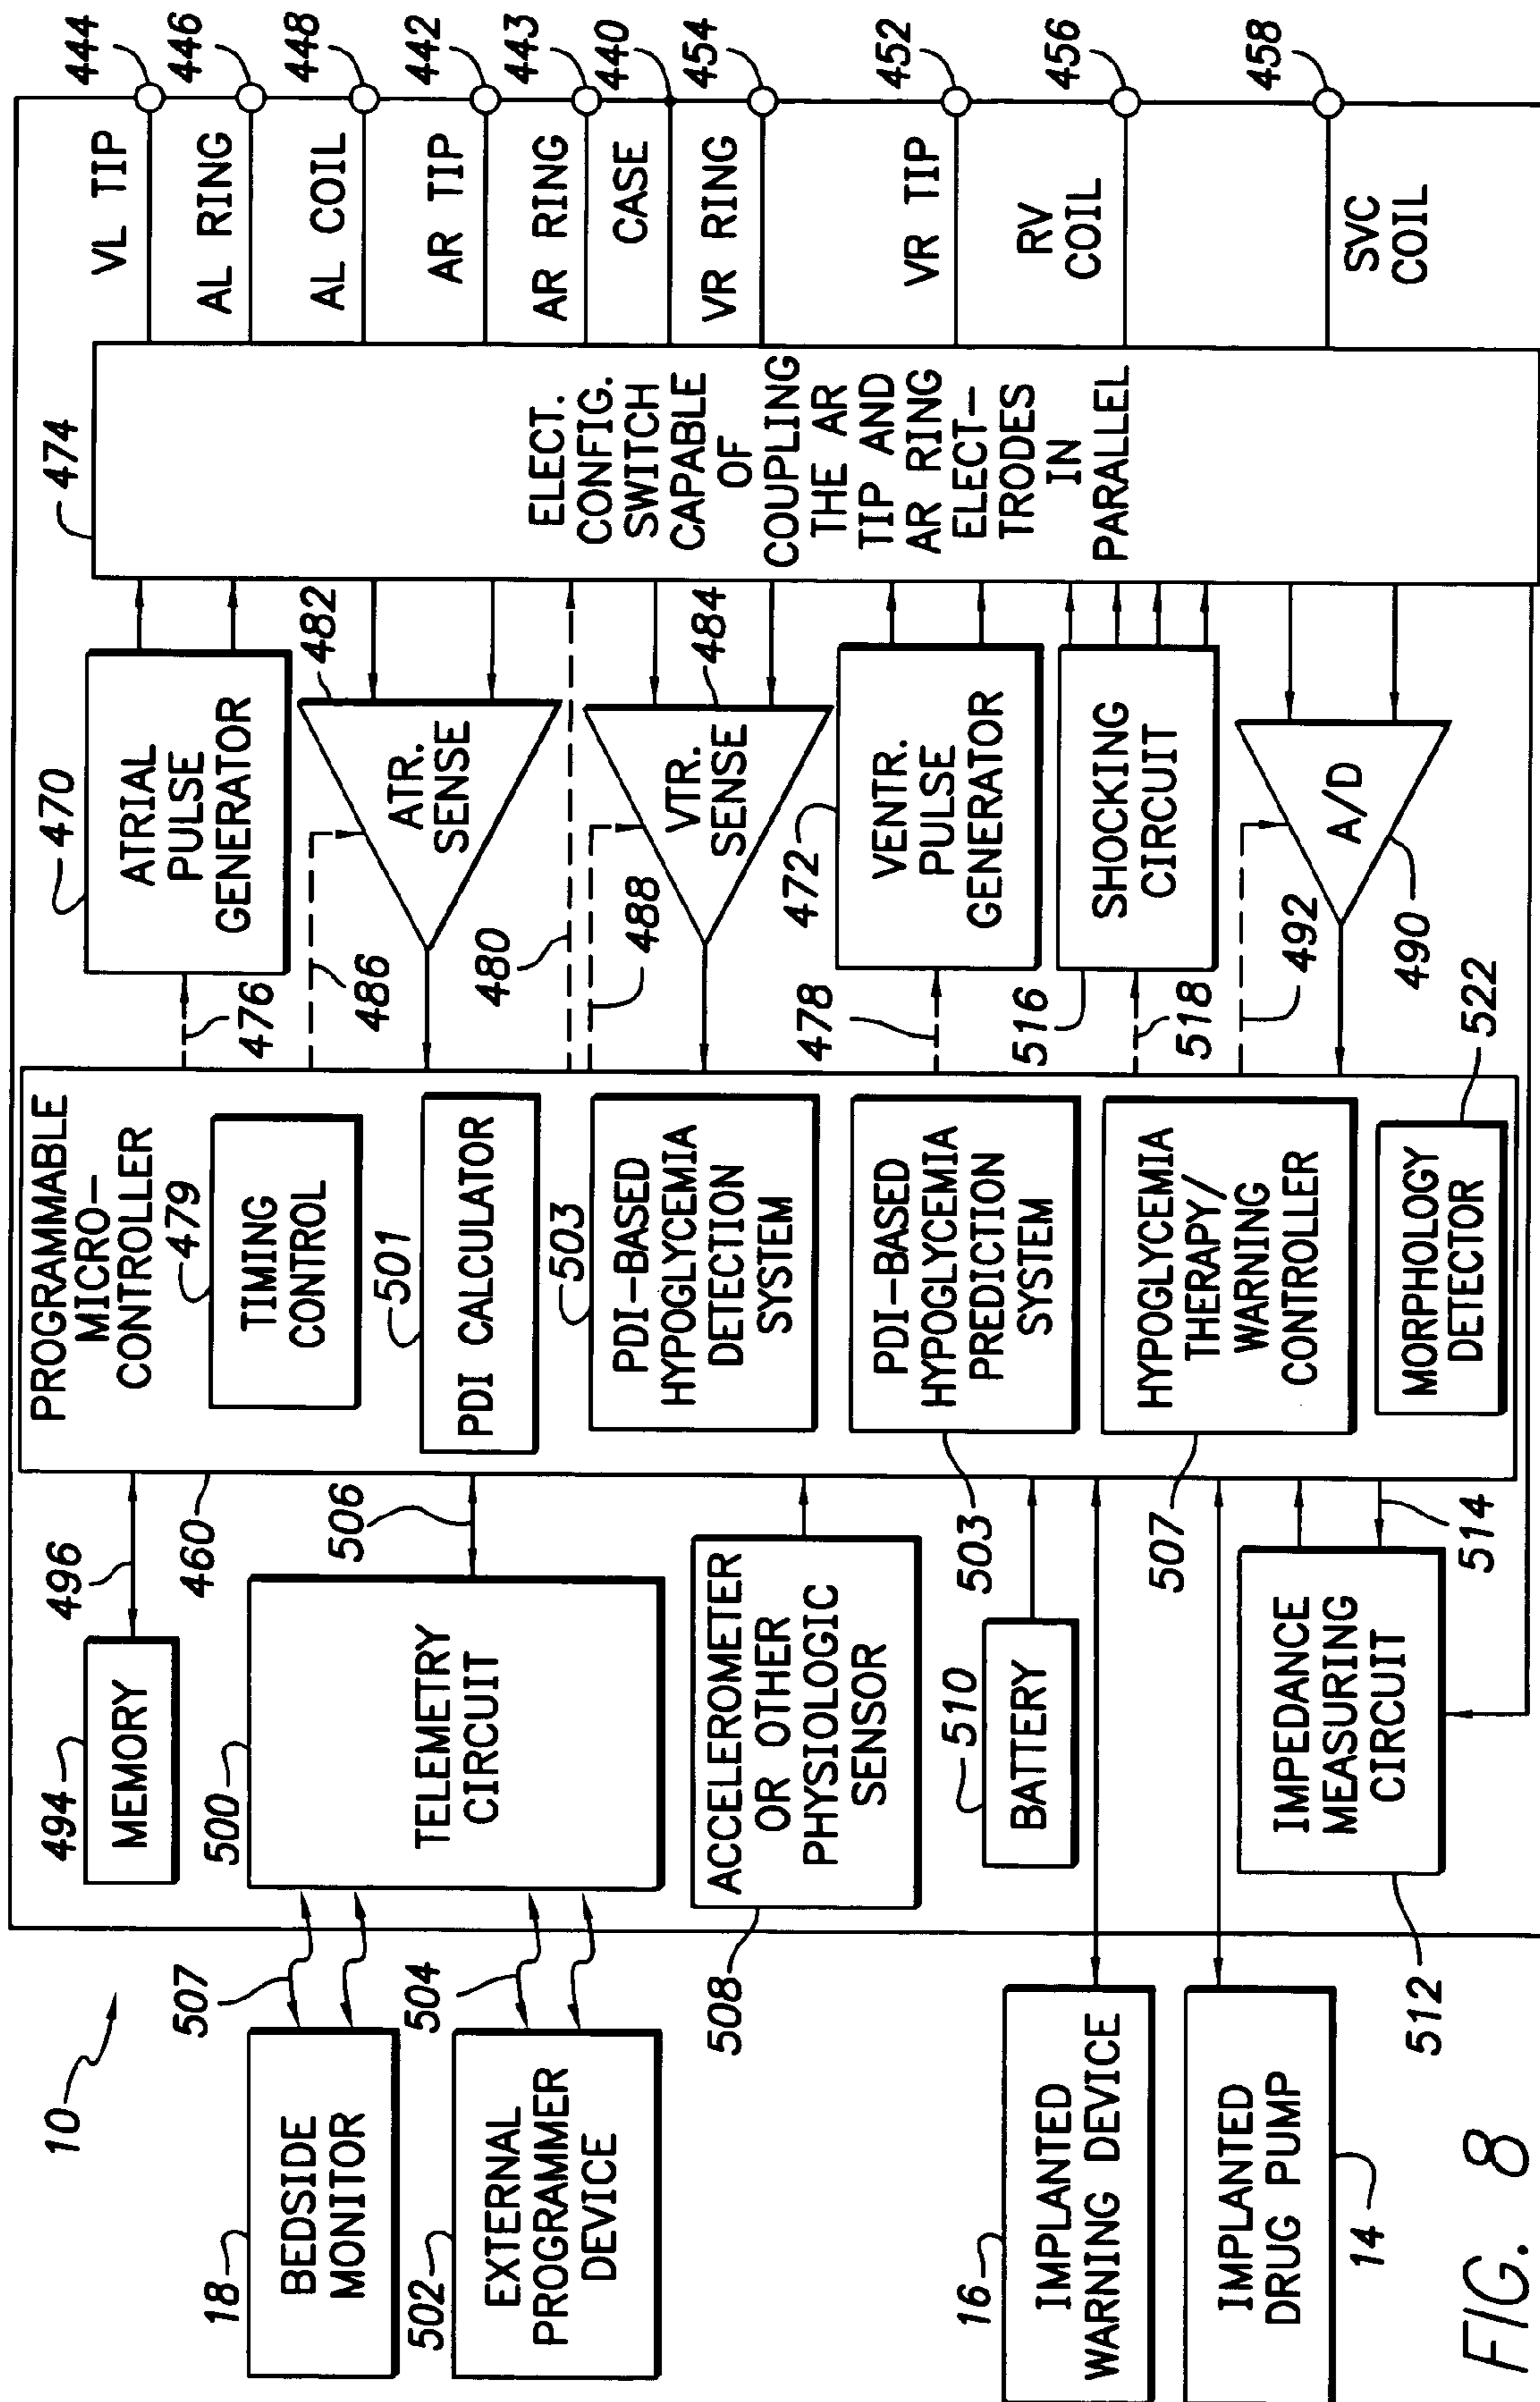 10
18
BEDSIDE
MONITOR
507
502
EXTERNAL
PROGRAMMER
DEVICE
504
16
IMPLANTED
WARNING DEVICE
IMPLANTED
DRUG PUMP
14
494
MEMORY
496
460
500
TELEMETRY
CIRCUIT
506
ACCELEROMETER
OR OTHER
PHYSIOLOGIC
SENSOR
508
510
BATTERY
503
507
IMPEDANCE
MEASURING
CIRCUIT
512
514
PROGRAMMABLE
MICRO-
CONTROLLER
479
TIMING
CONTROL
501
PDI CALCULATOR
503
PDI-BASED
HYPOGLYCEMIA
DETECTION
SYSTEM
PDI-BASED
HYPOGLYCEMIA
PREDICTION
SYSTEM
HYPOGLYCEMIA
THERAPY/
WARNING
CONTROLLER
MORPHOLOGY
DETECTOR
522
470
ATRIAL
PULSE
GENERATOR
476
482
ATR.
SENSE
486
480
484
VTR.
SENSE
488
472
VENTR.
PULSE
GENERATOR
478
516
SHOCKING
CIRCUIT
518
492
A/D
490
474
ELECT.
CONFIG.
SWITCH
CAPABLE
OF
COUPLING
THE AR
TIP AND
AR RING
ELECT-
TRODES
IN
PARALLEL
VL TIP
444
AL RING
446
AL COIL
448
AR TIP
442
AR RING
443
CASE
440
VR RING
454
VR TIP
452
RV
COIL
456
SVC
COIL
458
FIG. 8